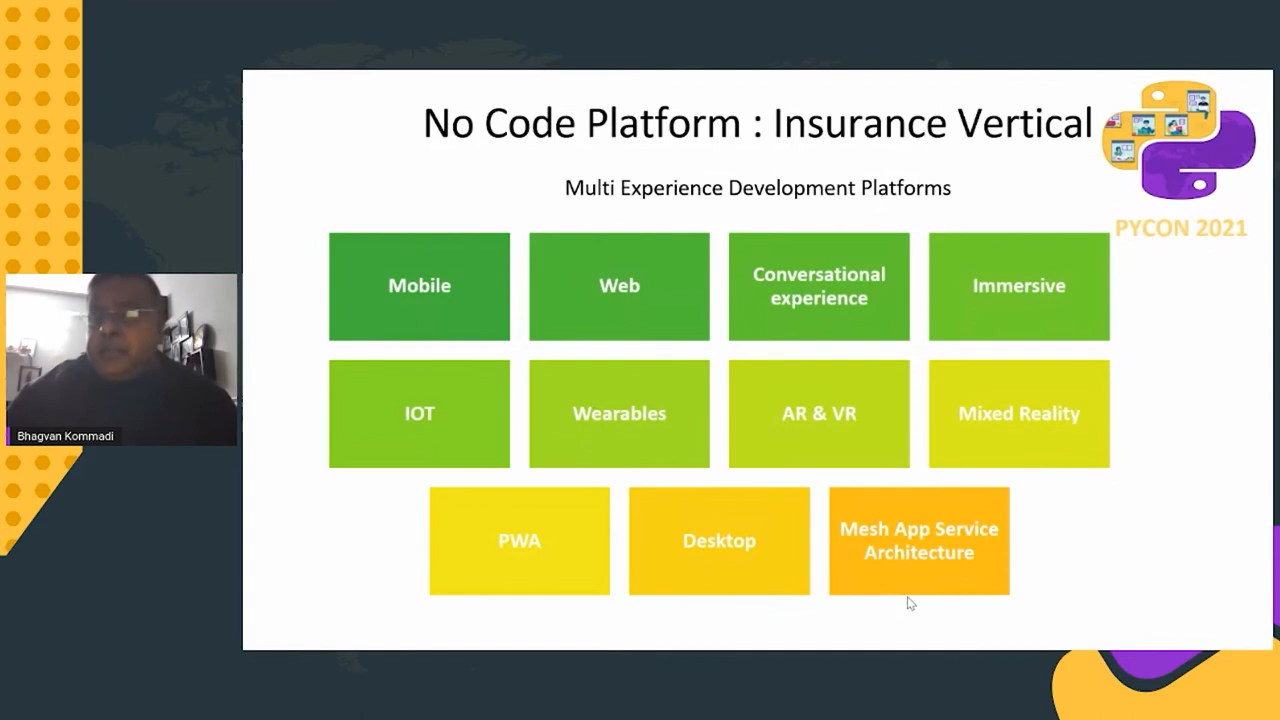 No Code Platform : Insurance Vertical
Multi Experience Development Platforms
PYCON 2021
Mobile
Web
Conversational
experience
Immersive
IOT
Wearables
AR & VR
Mixed Reality
PWA
Desktop
Mesh App Service
Architecture
Bhagvan Kommadi